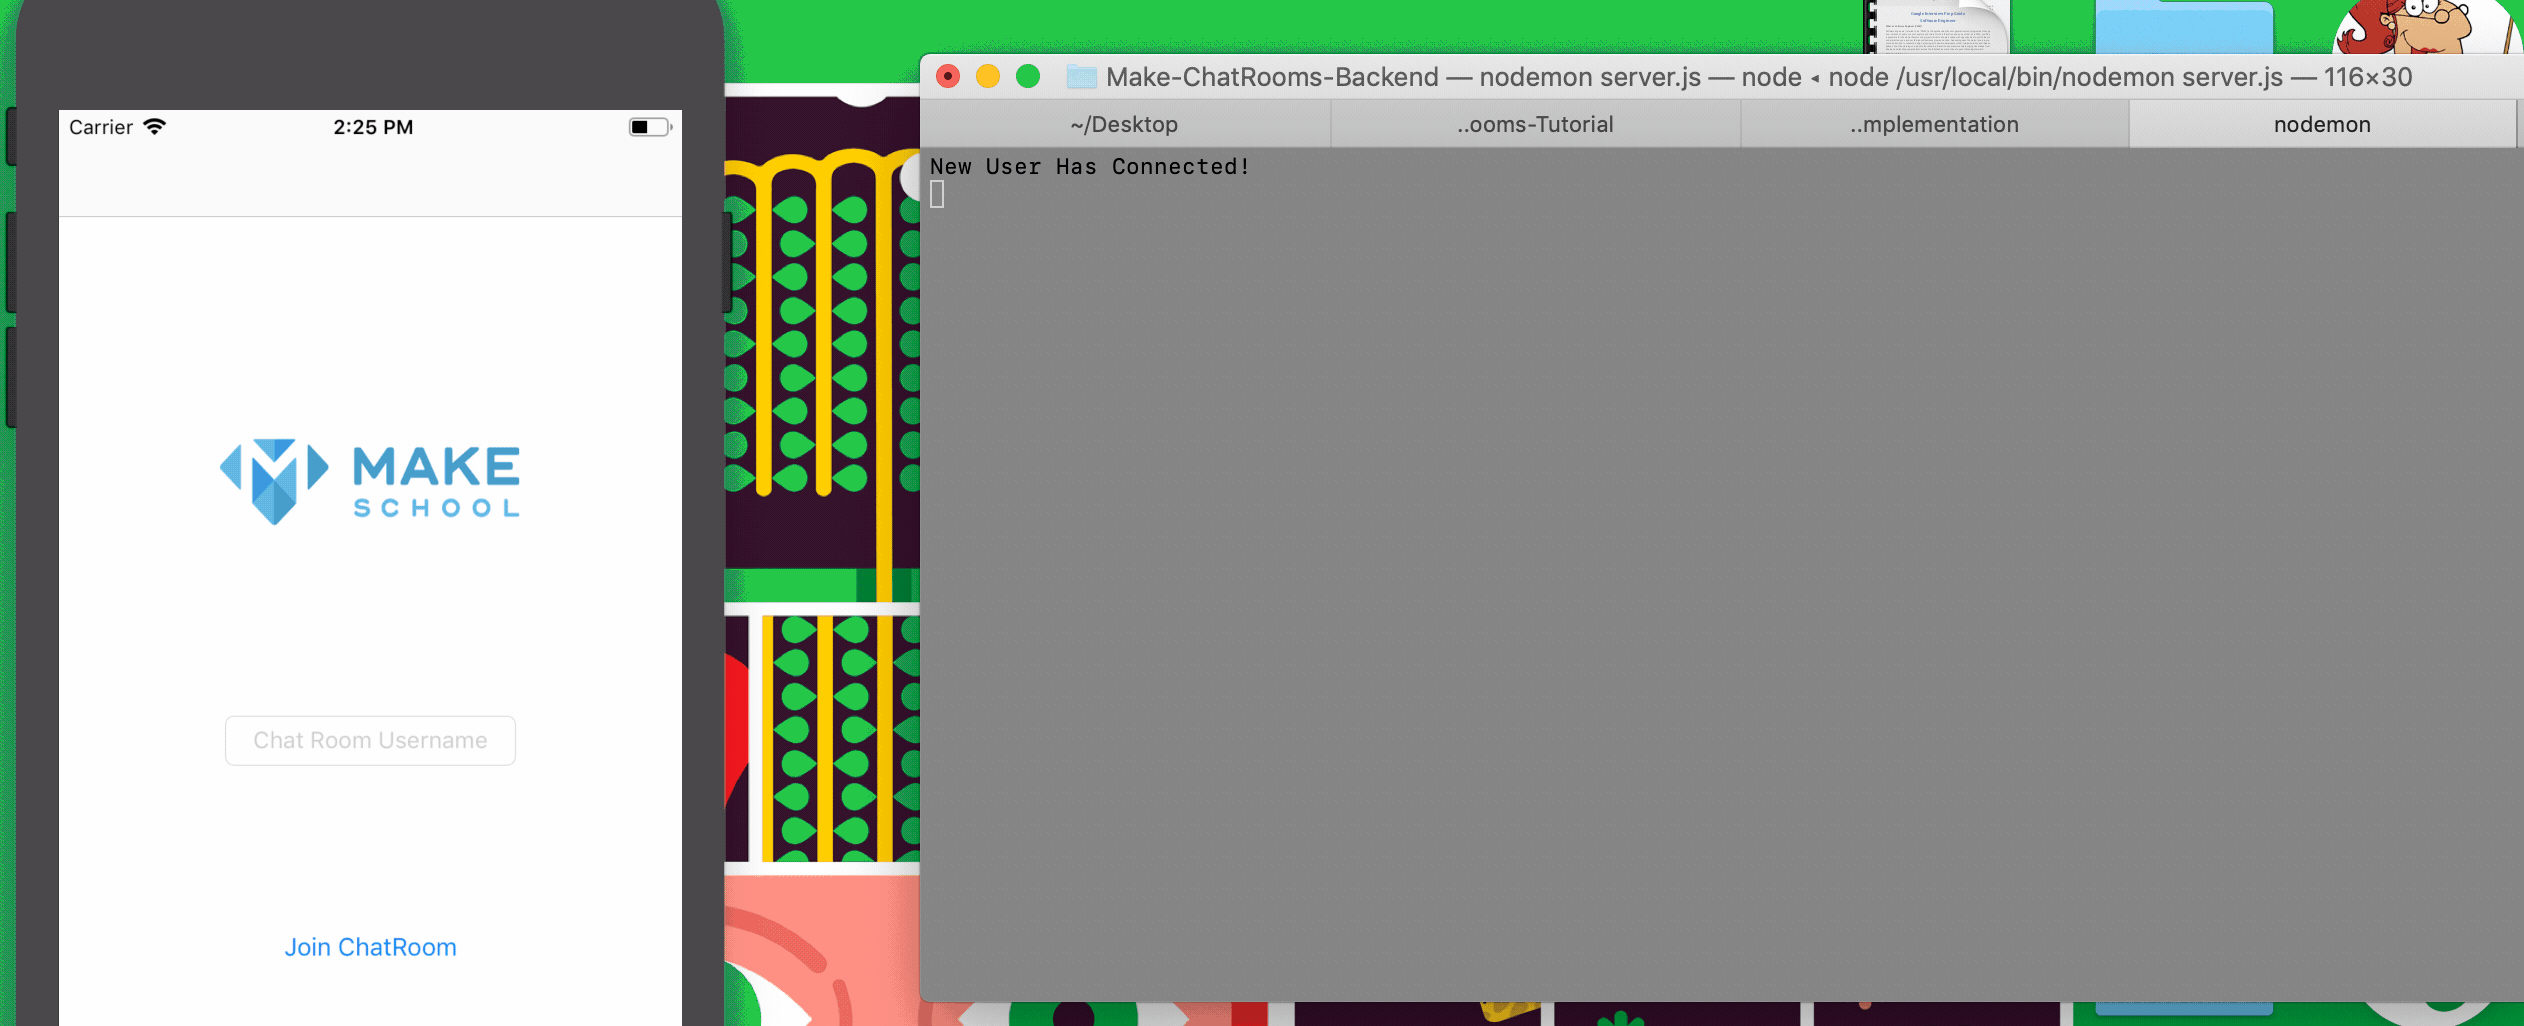 Carrier
2:25 PM
MAKE
SCHOOL
Chat Room Username
Join ChatRoom
Make-ChatRooms-Backend — nodemon server.js — node ◂ node /usr/local/bin/nodemon server.js — 116×30
~/Desktop
..ooms-Tutorial
..mplementation
nodemon
New User Has Connected!